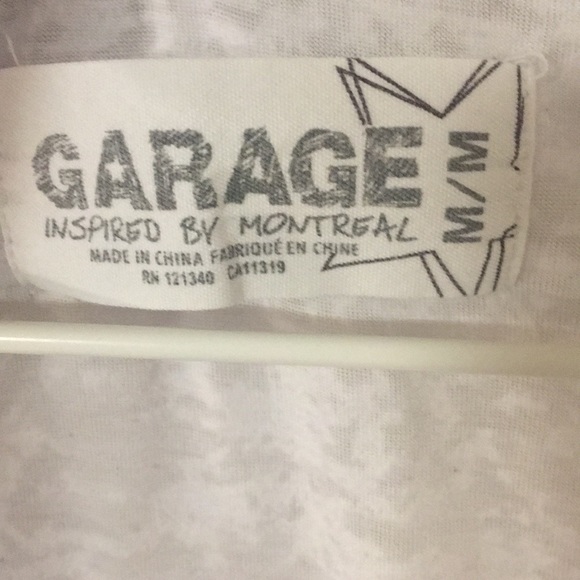 GARAGE
INSPIRED BY MONTREAL
MADE IN CHINA FABRIQUÉ EN CHINE
RN 121340 CA11319
M/M